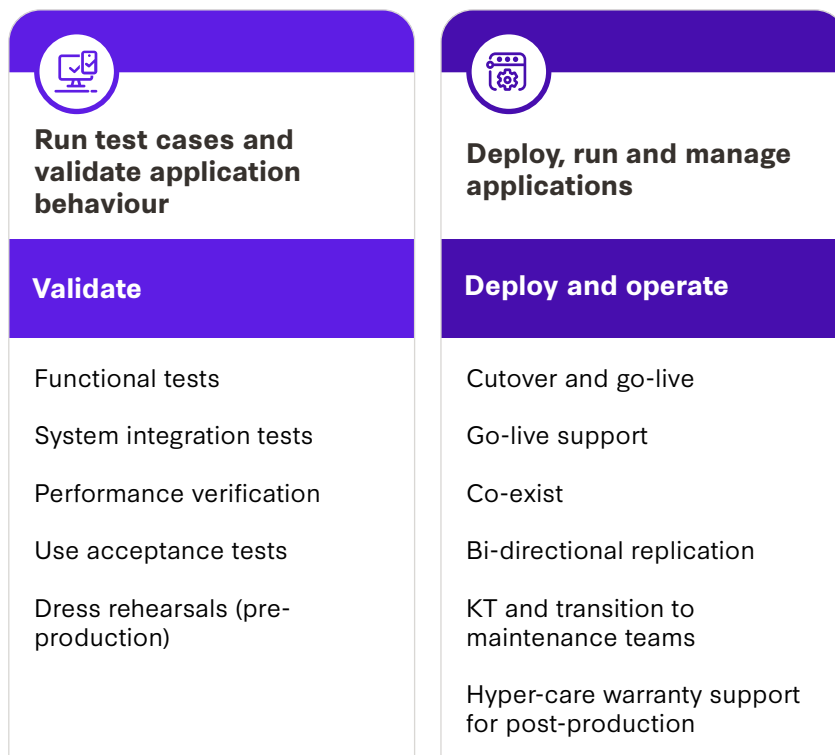 Run test cases and
validate application
behaviour
Validate
Functional tests
System integration tests
Performance verification
Use acceptance tests
Dress rehearsals (pre-
production)
Deploy, run and manage
applications
Deploy and operate
Cutover and go-live
Go-live support
Co-exist
Bi-directional replication
KT and transition to
maintenance teams
Hyper-care warranty support
for post-production